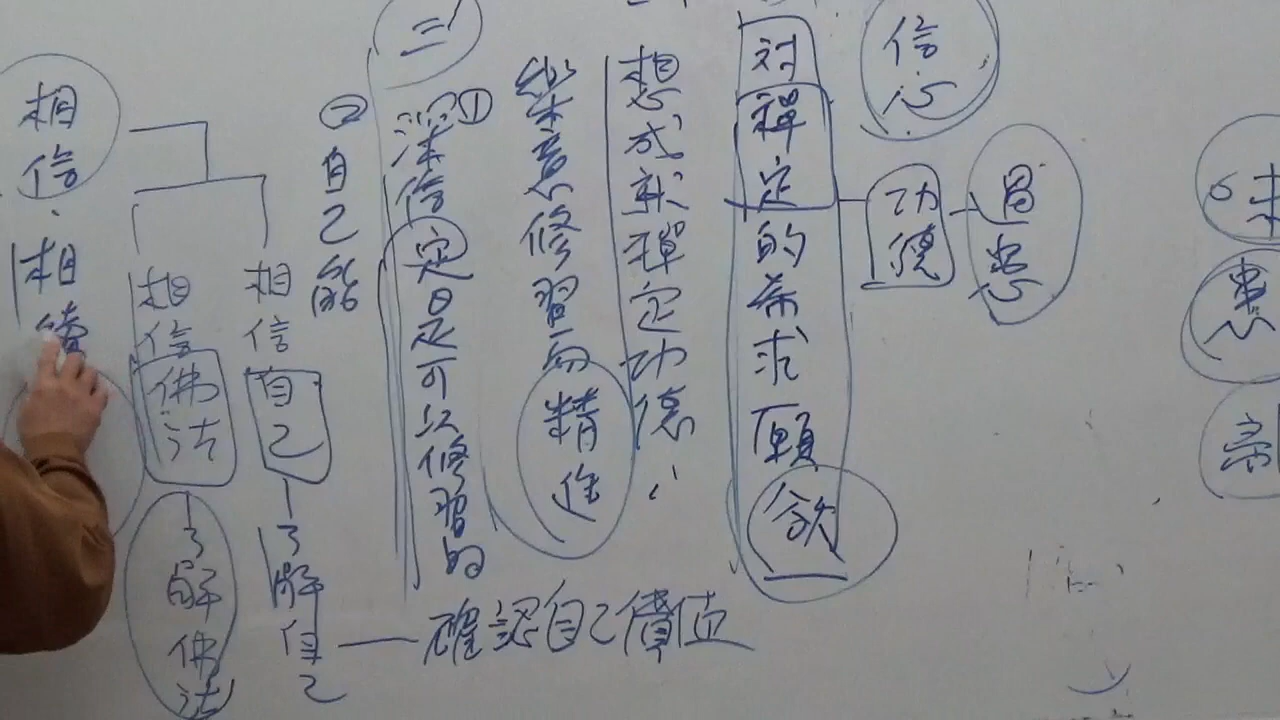 信心
思惠
功德
対禪定的希求願欲
想成就禪定功德、
樂意修習而精進
三
① 深信定是可以修習的
② 自己能
相信自己
了解自己
確認自己價值
相信佛法
了解佛法
相信．相續